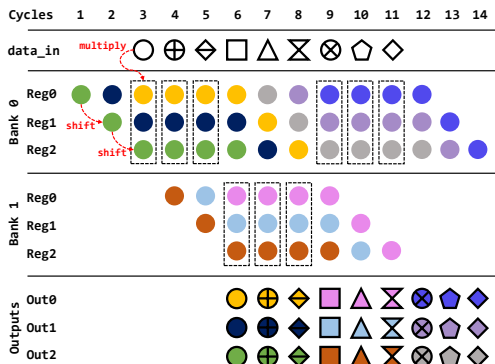 Cycles 1 2 3 4 5 6 7 8 9 10 11 12 13 14
multiply
data_in
Bank 0
Reg0
shift
Reg1
shift
Reg2
Bank 1
Reg0
Reg1
Reg2
Outputs
Out0
Out1
Out2